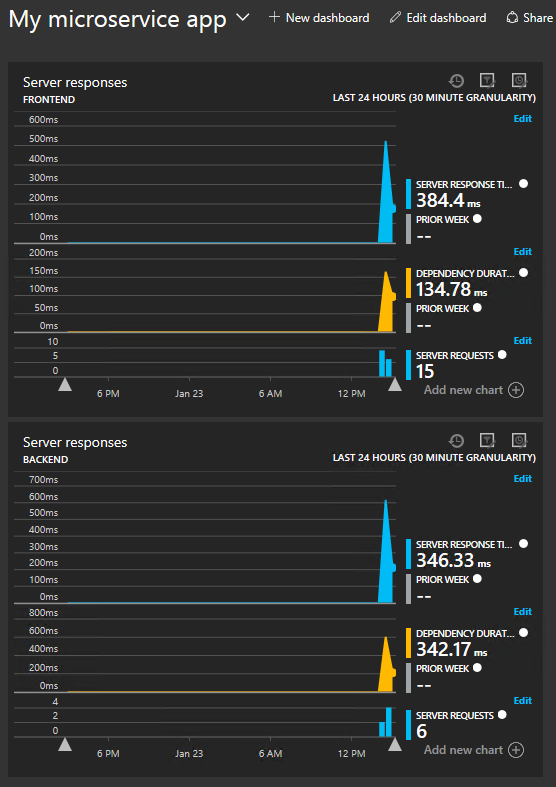 My microservice app
+ New dashboard
Edit dashboard
Share
Server responses
FRONTEND
LAST 24 HOURS (30 MINUTE GRANULARITY)
Edit
600ms
500ms
400ms
300ms
200ms
100ms
0ms
SERVER RESPONSE TI...
384.4 ms
PRIOR WEEK
--
Edit
200ms
150ms
100ms
50ms
0ms
DEPENDENCY DURAT...
134.78 ms
PRIOR WEEK
--
Edit
10
5
0
SERVER REQUESTS
15
6 PM
Jan 23
6 AM
12 PM
Add new chart
Server responses
BACKEND
LAST 24 HOURS (30 MINUTE GRANULARITY)
Edit
700ms
600ms
500ms
400ms
300ms
200ms
100ms
0ms
SERVER RESPONSE TI...
346.33 ms
PRIOR WEEK
--
Edit
800ms
600ms
400ms
200ms
0ms
DEPENDENCY DURAT...
342.17 ms
PRIOR WEEK
--
Edit
4
2
0
SERVER REQUESTS
6
6 PM
Jan 23
6 AM
12 PM
Add new chart